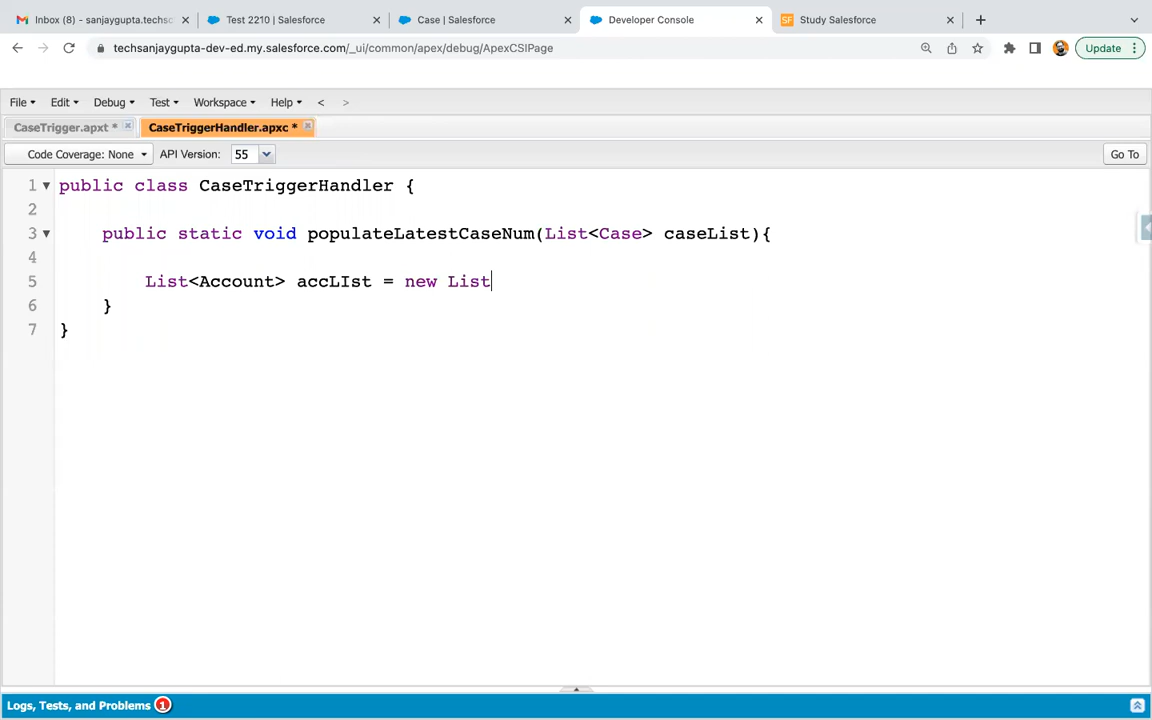 Inbox (8) - sanjaygupta.techsc
Test 2210 | Salesforce
Case | Salesforce
Developer Console
SF
Study Salesforce
techsanjaygupta-dev-ed.my.salesforce.com/_ui/common/apex/debug/ApexCSIPage
Update
File
Edit
Debug
Test
Workspace
Help
<
>
CaseTrigger.apxt *
CaseTriggerHandler.apxc *
Code Coverage: None
API Version:
55
Go To
1 public class CaseTriggerHandler {
2
3 public static void populateLatestCaseNum(List<Case> caseList){
4
5 List<Account> accLIst = new List
6 }
7 }
Logs, Tests, and Problems 1